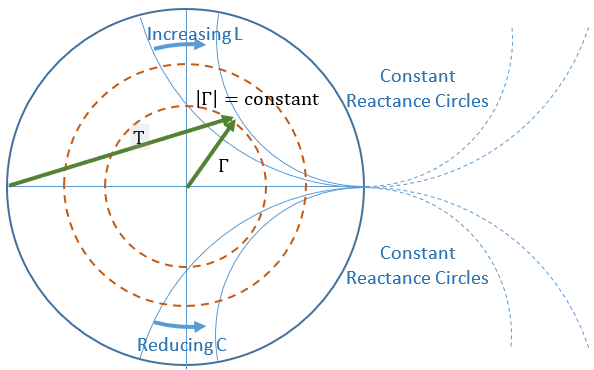 Increasing L
Constant
Reactance Circles
|Γ| = constant
T
Γ
Constant
Reactance Circles
Reducing C